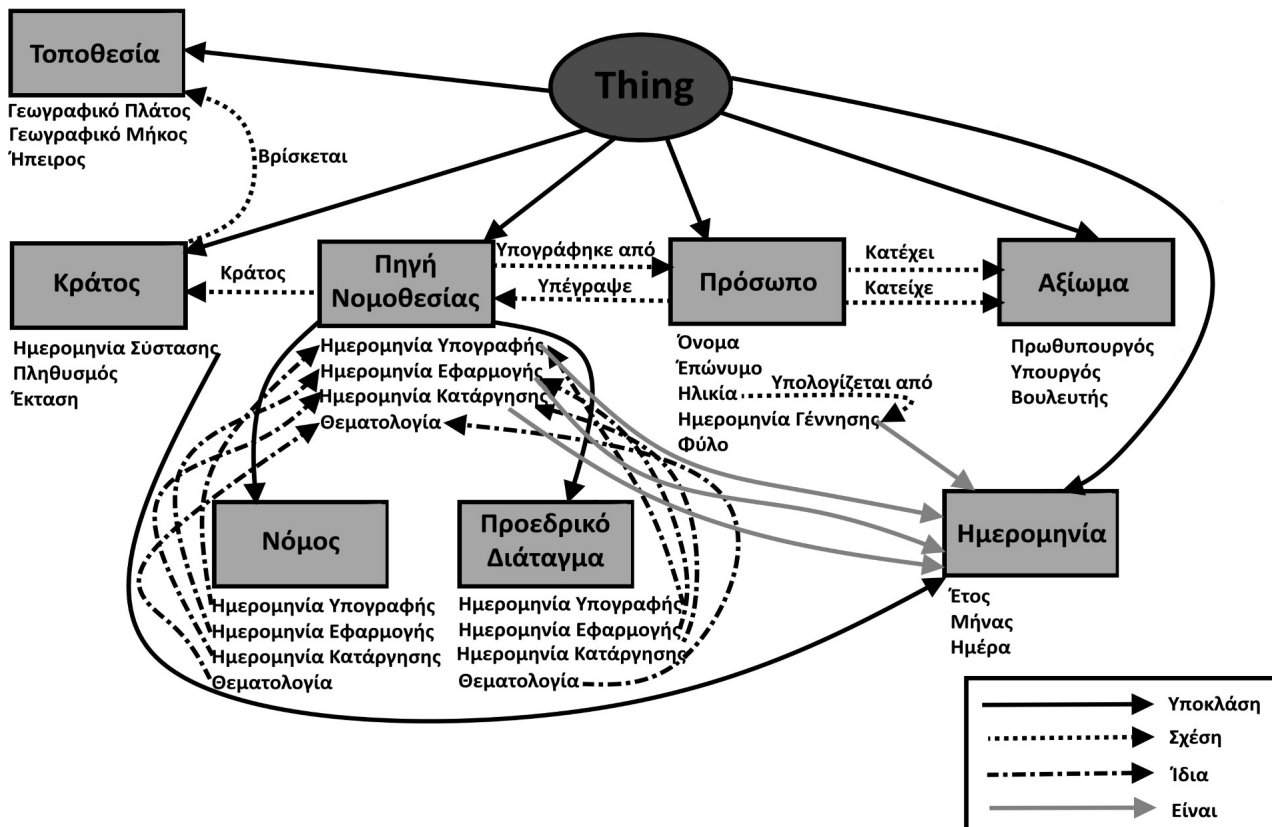 Τοποθεσία
Thing
Γεωγραφικό Πλάτος
Γεωγραφικό Μήκος
Ήπειρος
Βρίσκεται
Κράτος
Κράτος
Πηγή
Νομοθεσίας
Υπογράφηκε από
Υπέγραψε
Πρόσωπο
Κατέχει
Κατείχε
Αξίωμα
Ημερομηνία Σύστασης
Πληθυσμός
Έκταση
Ημερομηνία Υπογραφής
Ημερομηνία Εφαρμογής
Ημερομηνία Κατάργησης
Θεματολογία
Όνομα
Έπώνυμο
Ηλικία
Υπολογίζεται από
Ημερομηνία Γέννησης
Φύλο
Πρωθυπουργός
Υπουργός
Βουλευτής
Νόμος
Προεδρικό
Διάταγμα
Ημερομηνία
Ημερομηνία Υπογραφής
Ημερομηνία Εφαρμογής
Ημερομηνία Κατάργησης
Θεματολογία
Ημερομηνία Υπογραφής
Ημερομηνία Εφαρμογής
Ημερομηνία Κατάργησης
Θεματολογία
Έτος
Μήνας
Ημέρα
Υποκλάση
Σχέση
Ίδια
Είναι